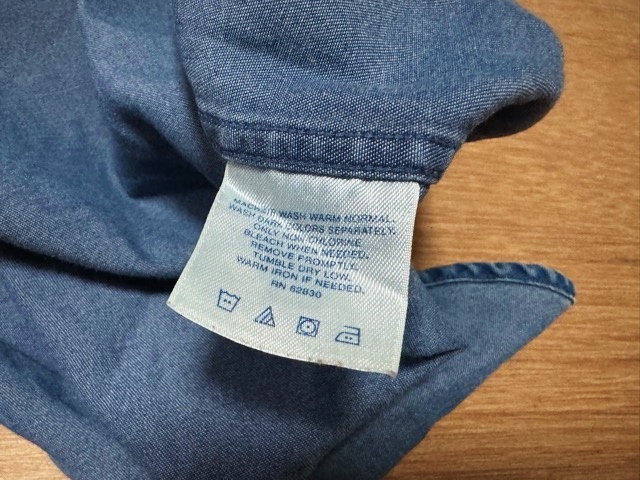 MACHINE WASH WARM NORMAL.
WASH DARK COLORS SEPARATELY.
ONLY NON-CHLORINE
BLEACH WHEN NEEDED.
REMOVE PROMPTLY.
TUMBLE DRY LOW.
WARM IRON IF NEEDED.
RN 62830